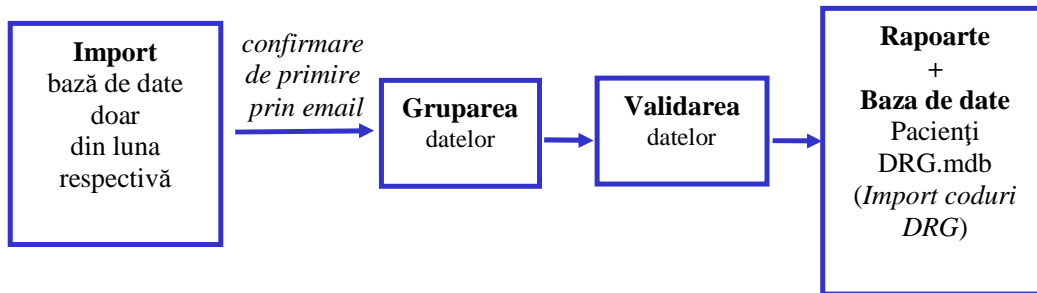 Import
bază de date
doar
din luna
respectivă
confirmare
de primire
prin email
Gruparea
datelor
Validarea
datelor
Rapoarte
+
Baza de date
Pacienţi
DRG.mdb
(Import coduri
DRG)